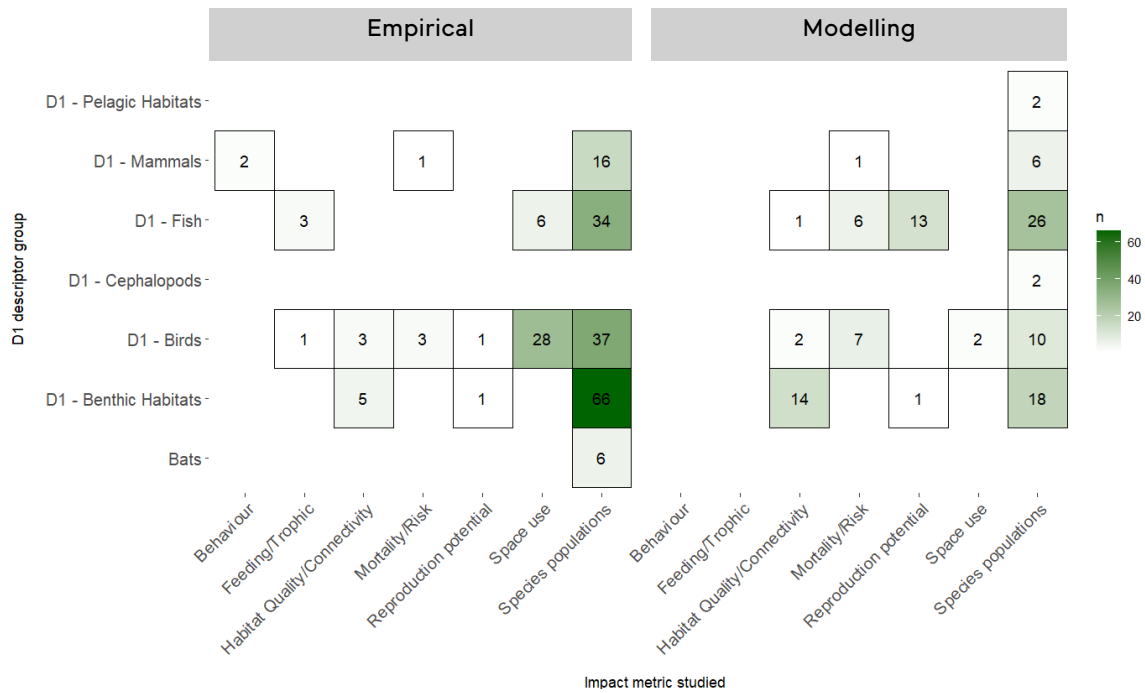 Empirical Modelling
D1 - Pelagic Habitats 2
D1 - Mammals 2 1 16 1 6
D1 - Fish 3 6 34 1 6 13 26
D1 - Cephalopods 2
D1 - Birds 1 3 3 1 28 37 2 7 2 10
D1 - Benthic Habitats 5 1 66 14 1 18
Bats 6
D1 descriptor group
n
60
40
20
Behaviour
Feeding/Trophic
Habitat Quality/Connectivity
Mortality/Risk
Reproduction potential
Space use
Species populations
Behaviour
Feeding/Trophic
Habitat Quality/Connectivity
Mortality/Risk
Reproduction potential
Space use
Species populations
Impact metric studied